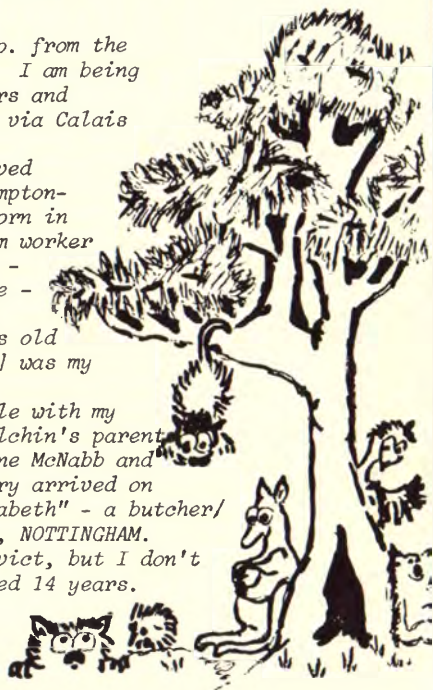 o. from the
I am being
rs and
via Calais
ved
mpton-
orn in
m worker
-
e -
s old
] was my
le with my
lchin's parent
ne McNabb and
ry arrived on
abeth" - a butcher/
, NOTTINGHAM.
vict, but I don't
ed 14 years.